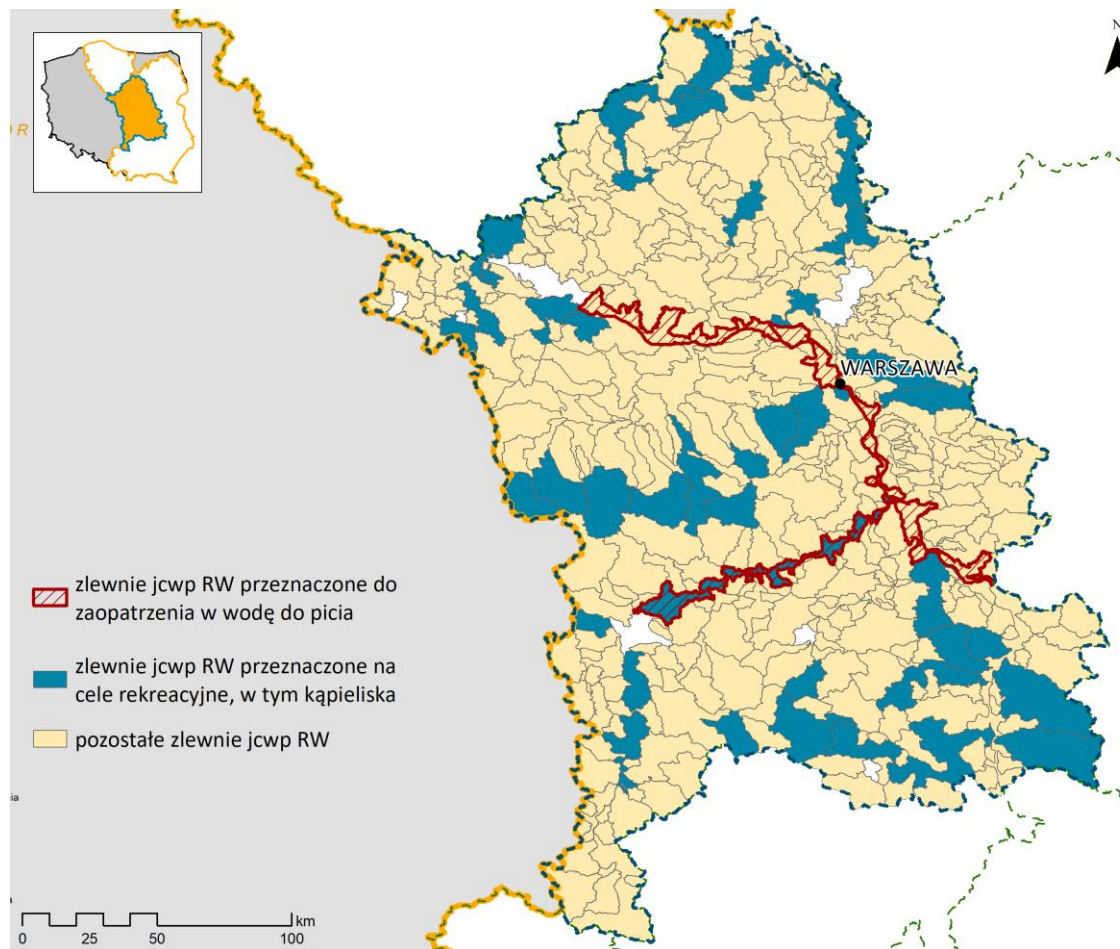 N
O R
WARSZAWA
zlewnie jcwp RW przeznaczone do
zaopatrzenia w wodę do picia
zlewnie jcwp RW przeznaczone na
cele rekreacyjne, w tym kąpieliska
pozostałe zlewnie jcwp RW
km
0 25 50 100